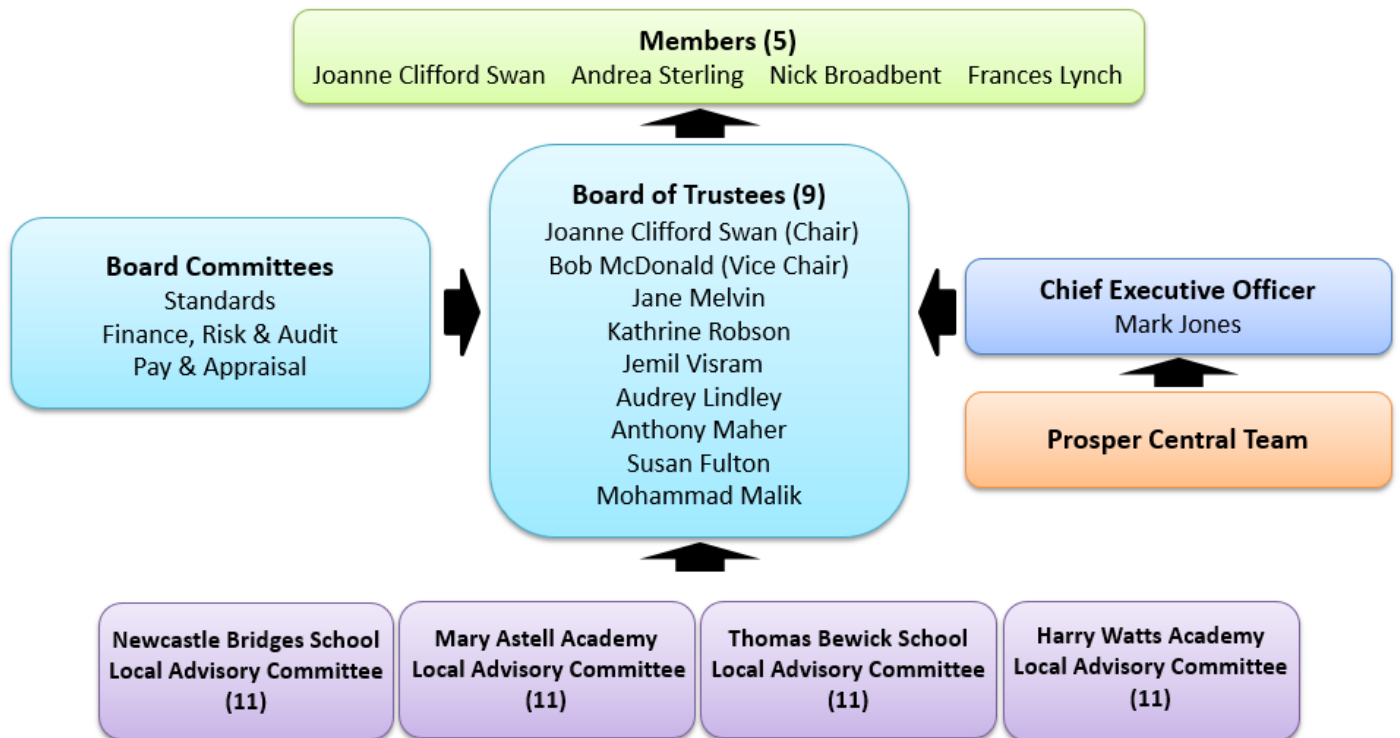 Members (5)
Joanne Clifford Swan Andrea Sterling Nick Broadbent Frances Lynch
Board Committees
Standards
Finance, Risk & Audit
Pay & Appraisal
Board of Trustees (9)
Joanne Clifford Swan (Chair)
Bob McDonald (Vice Chair)
Jane Melvin
Kathrine Robson
Jemil Visram
Audrey Lindley
Anthony Maher
Susan Fulton
Mohammad Malik
Chief Executive Officer
Mark Jones
Prosper Central Team
Newcastle Bridges School
Local Advisory Committee
(11)
Mary Astell Academy
Local Advisory Committee
(11)
Thomas Bewick School
Local Advisory Committee
(11)
Harry Watts Academy
Local Advisory Committee
(11)